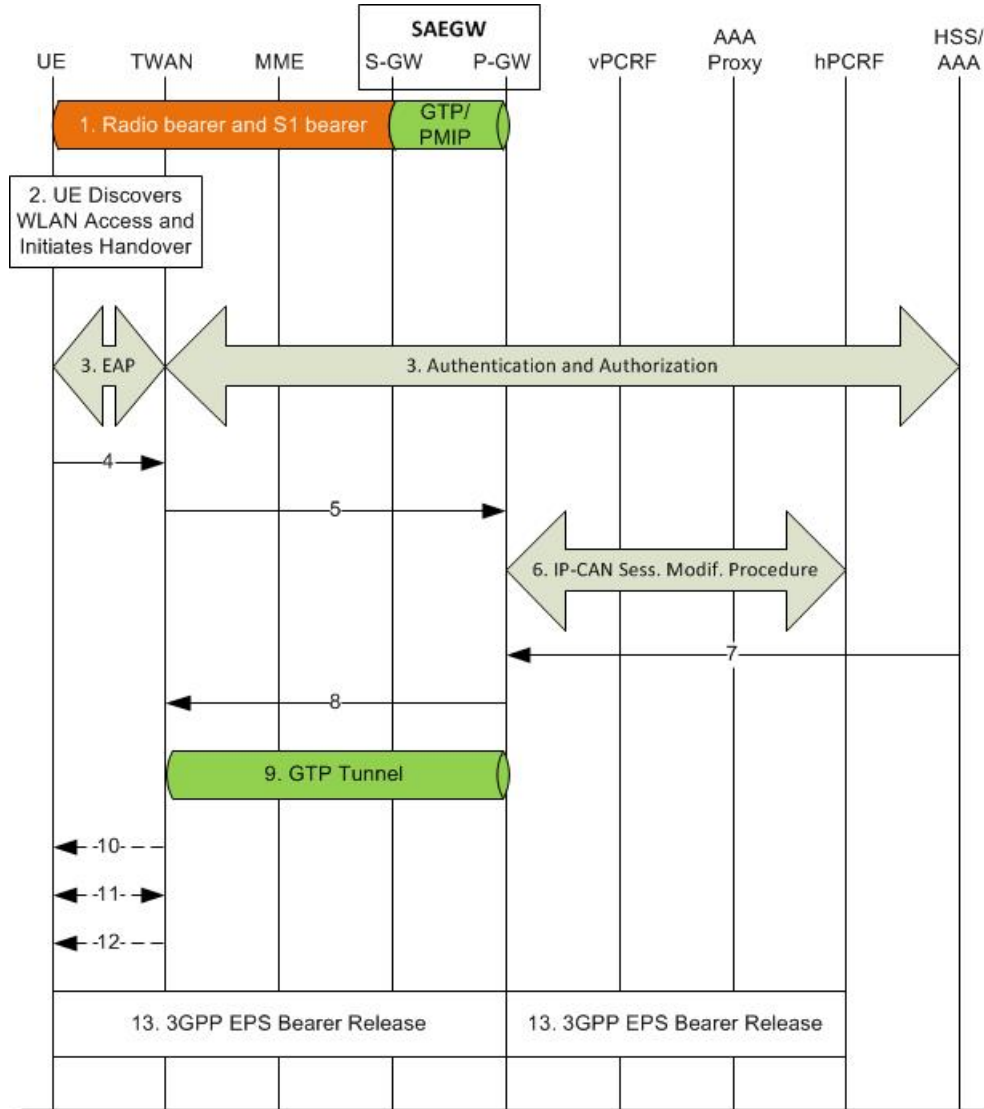 SAEGW
UE TWAN MME S-GW P-GW vPCRF AAA Proxy hPCRF HSS/ AAA
1. Radio bearer and S1 bearer
GTP/
PMIP
2. UE Discovers
WLAN Access and
Initiates Handover
3. EAP
3. Authentication and Authorization
4
5
6. IP-CAN Sess. Modif. Procedure
7
8
9. GTP Tunnel
10
11
12
13. 3GPP EPS Bearer Release
13. 3GPP EPS Bearer Release